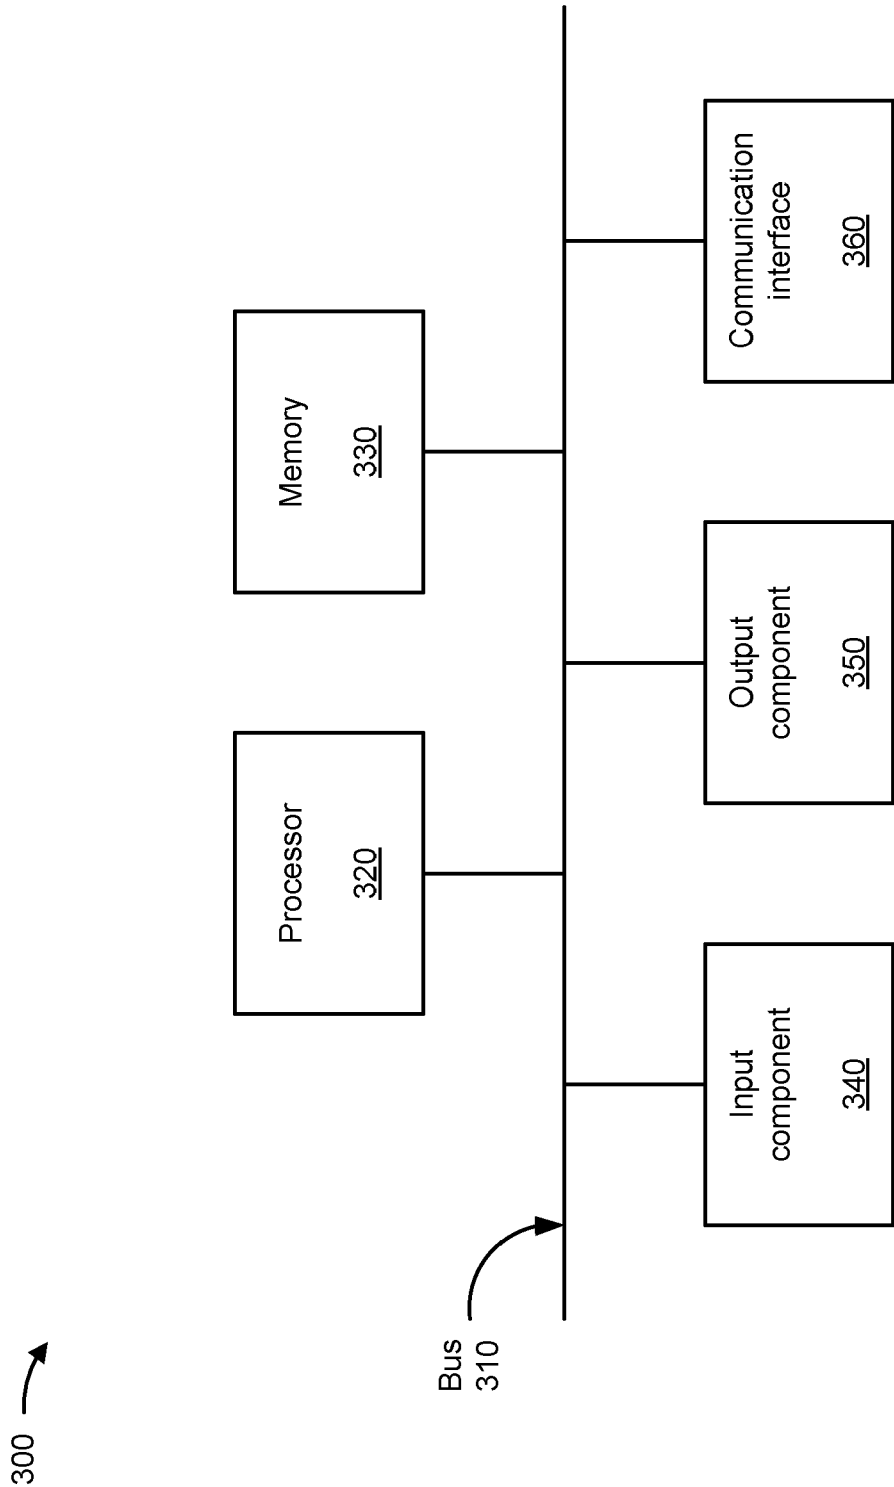 300
Processor
320
Memory
330
Bus
310
Input
component
340
Output
component
350
Communication
interface
360